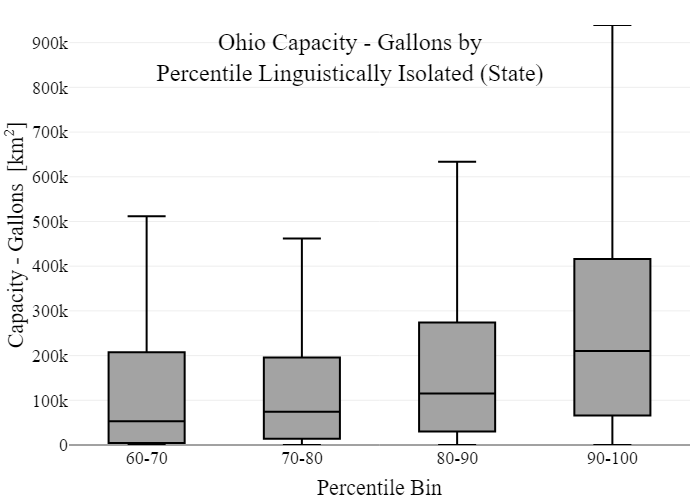 Ohio Capacity - Gallons by
Percentile Linguistically Isolated (State)
Capacity - Gallons [km²]
900k
800k
700k
600k
500k
400k
300k
200k
100k
0
60-70
70-80
80-90
90-100
Percentile Bin